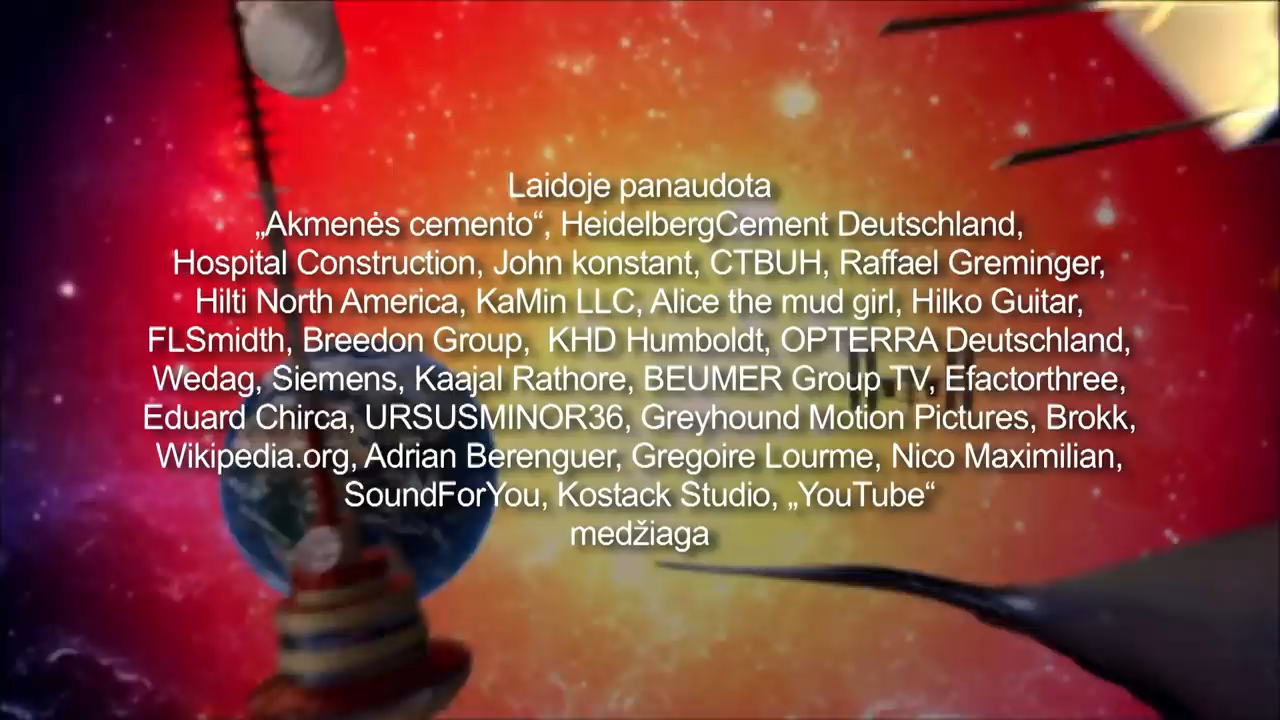 Laidoje panaudota
„Akmenės cemento“, HeidelbergCement Deutschland,
Hospital Construction, John konstant, CTBUH, Raffael Greminger,
Hilti North America, KaMin LLC, Alice the mud girl, Hilko Guitar,
FLSmidth, Breedon Group,  KHD Humboldt, OPTERRA Deutschland,
Wedag, Siemens, Kaajal Rathore, BEUMER Group TV, Efactorthree,
Eduard Chirca, URSUSMINOR36, Greyhound Motion Pictures, Brokk,
Wikipedia.org, Adrian Berenguer, Gregoire Lourme, Nico Maximilian,
SoundForYou, Kostack Studio, „YouTube“
medžiaga